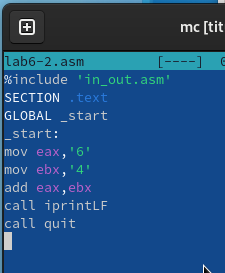 mc [tit
lab6-2.asm [----] 0
%include 'in_out.asm'
SECTION .text
GLOBAL _start
_start:
mov eax,'6'
mov ebx,'4'
add eax,ebx
call iprintLF
call quit